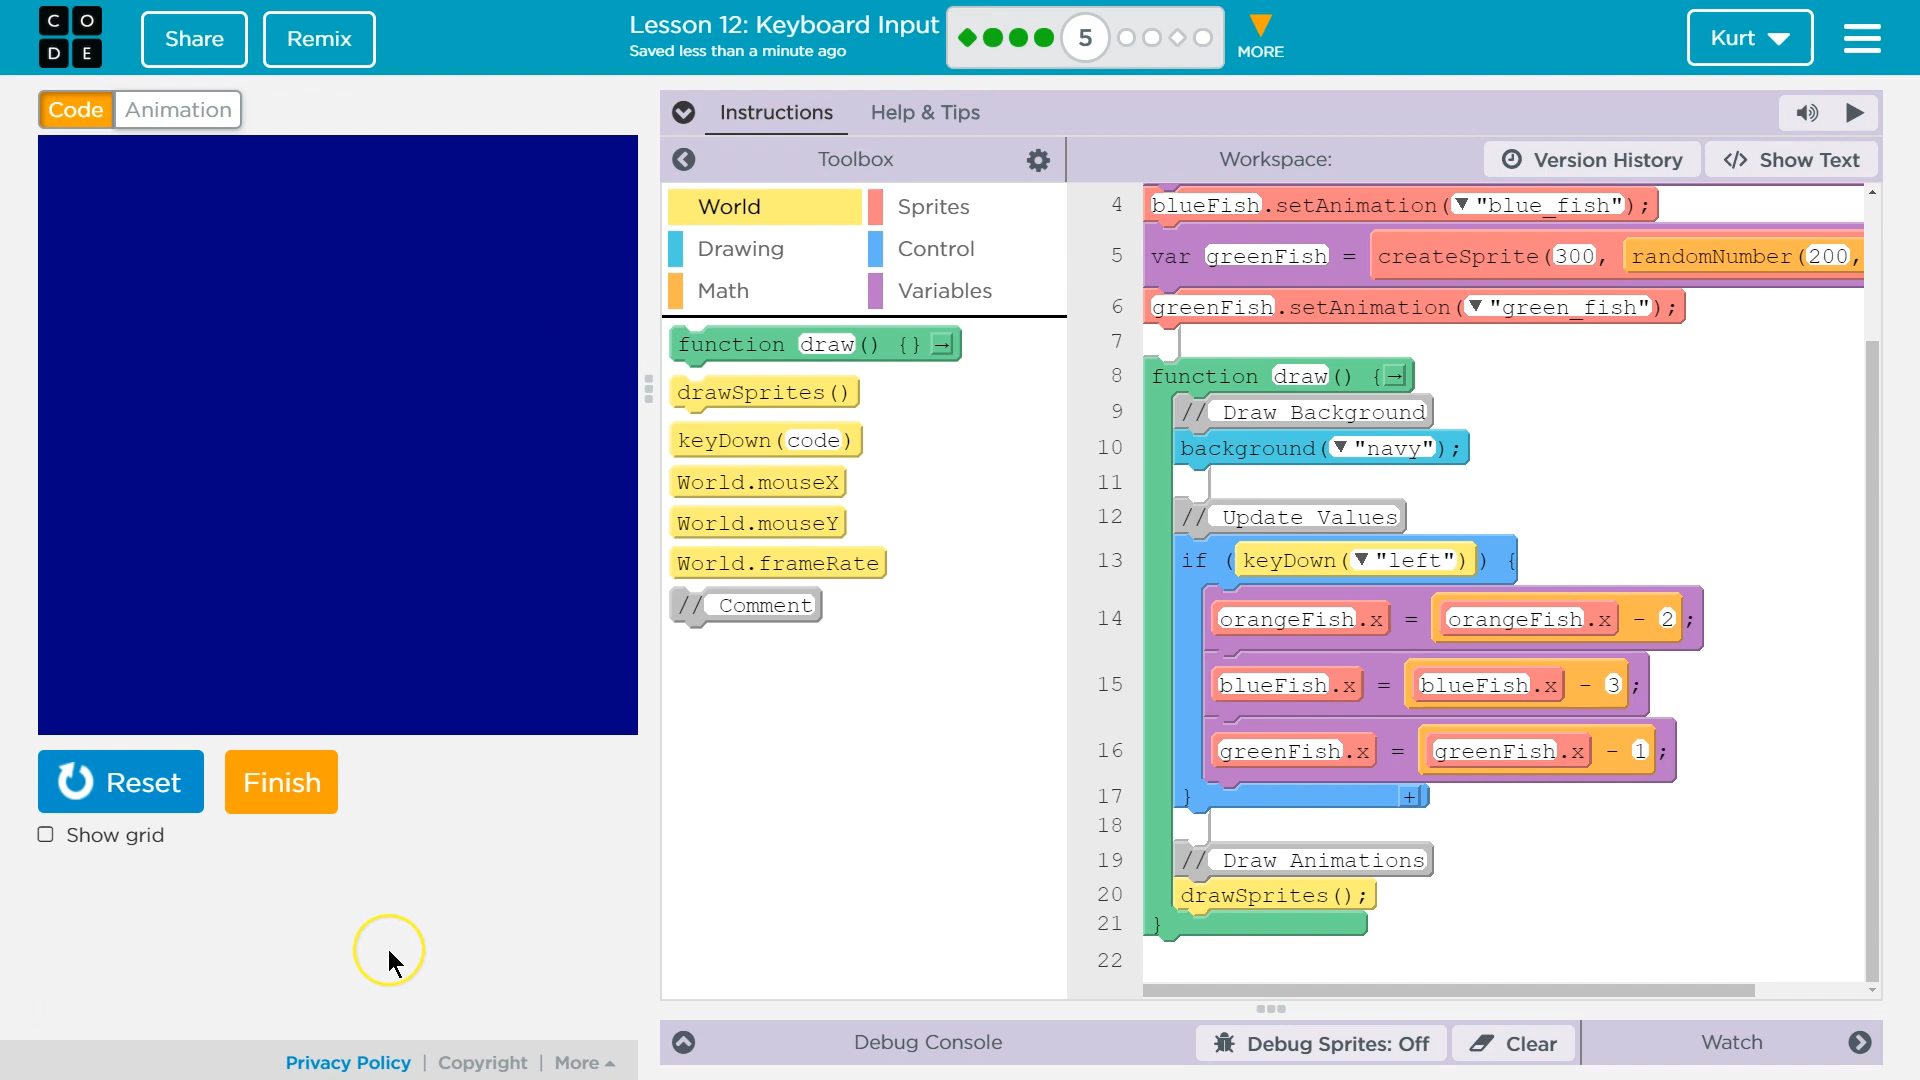 CODE
Share
Remix
Lesson 12: Keyboard Input
Saved less than a minute ago
5
MORE
Kurt
Code
Animation
Instructions
Help & Tips
Toolbox
Workspace:
Version History
</> Show Text
World
Sprites
Drawing
Control
Math
Variables
function draw() {}
drawSprites()
keyDown(code)
World.mouseX
World.mouseY
World.frameRate
// Comment
4 blueFish.setAnimation("blue_fish");
5 var greenFish = createSprite(300, randomNumber(200,
6 greenFish.setAnimation("green_fish");
7
8 function draw() {
9 // Draw Background
10 background("navy");
11
12 // Update Values
13 if (keyDown("left")) {
14 orangeFish.x = orangeFish.x - 2;
15 blueFish.x = blueFish.x - 3;
16 greenFish.x = greenFish.x - 1;
17 } +
18
19 // Draw Animations
20 drawSprites();
21 }
22
Reset
Finish
Show grid
Debug Console
Debug Sprites: Off
Clear
Watch
Privacy Policy | Copyright | More